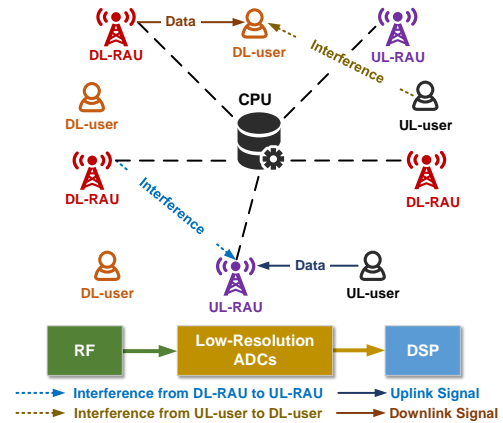 Data
DL-RAU
DL-user
UL-RAU
Interference
CPU
DL-user
UL-user
DL-RAU
DL-RAU
Interference
Data
DL-user
UL-RAU
UL-user
RF
Low-Resolution
ADCs
DSP
Interference from DL-RAU to UL-RAU
Uplink Signal
Interference from UL-user to DL-user
Downlink Signal